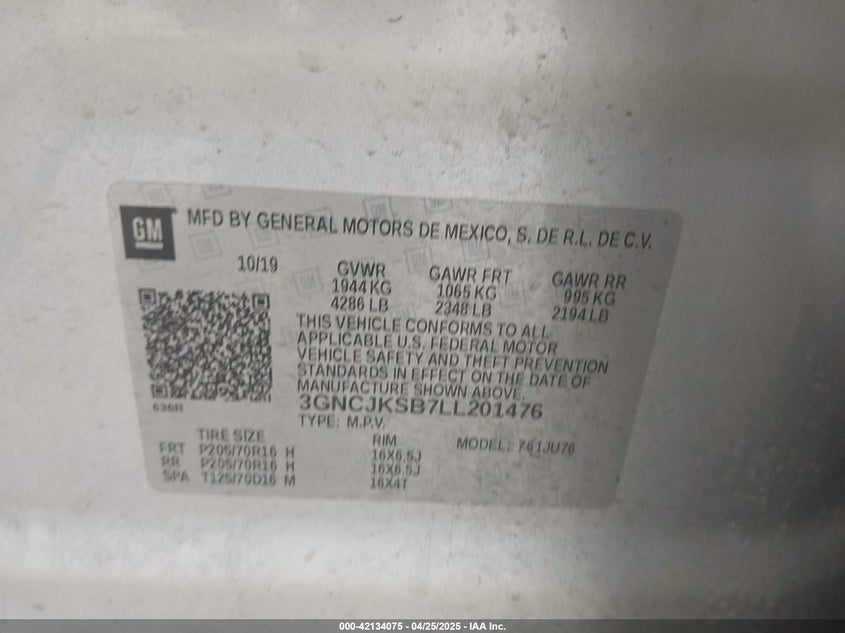 GM
MFD BY GENERAL MOTORS DE MEXICO, S. DE R.L. DE C.V.
10/19 GVWR GAWR FRT GAWR RR
1944 KG 1065 KG 995 KG
4286 LB 2348 LB 2194 LB
THIS VEHICLE CONFORMS TO ALL
APPLICABLE U.S. FEDERAL MOTOR
VEHICLE SAFETY AND THEFT PREVENTION
STANDARDS IN EFFECT ON THE DATE OF
MANUFACTURE SHOWN ABOVE.
3GNCJKSB7LL201476
636R
TYPE: M.P.V.
TIRE SIZE RIM MODEL: 761JU76
FRT P205/70R16 H 16X6.5J
RR P205/70R16 H 16X6.5J
SPA T125/70D16 M 16X4T
000-42134075 - 04/25/2025 - IAA Inc.